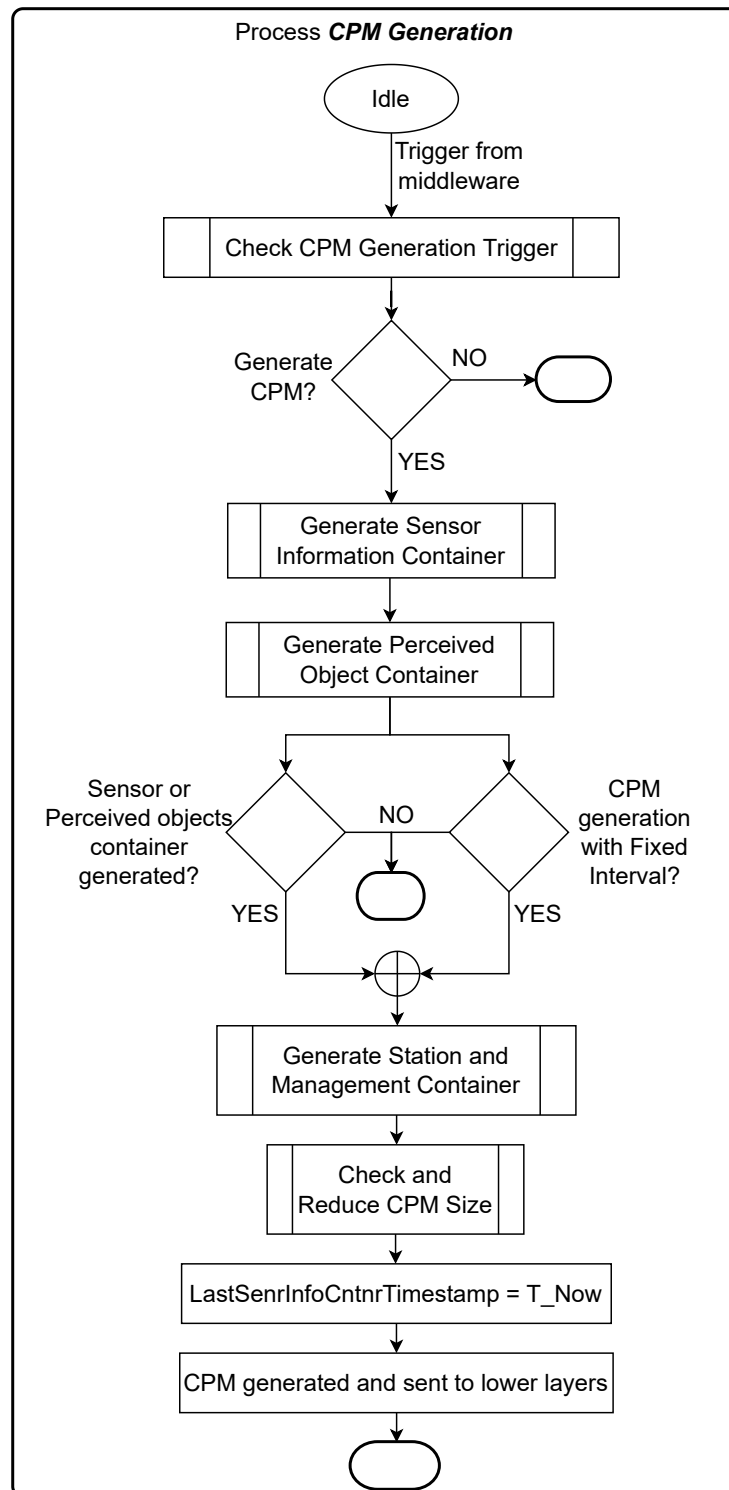 Process CPM Generation
Idle
Trigger from
middleware
Check CPM Generation Trigger
Generate
CPM?
NO
YES
Generate Sensor
Information Container
Generate Perceived
Object Container
Sensor or
Perceived objects
container
generated?
NO
CPM
generation
with Fixed
Interval?
YES
YES
Generate Station and
Management Container
Check and
Reduce CPM Size
LastSenrInfoCntnrTimestamp = T_Now
CPM generated and sent to lower layers